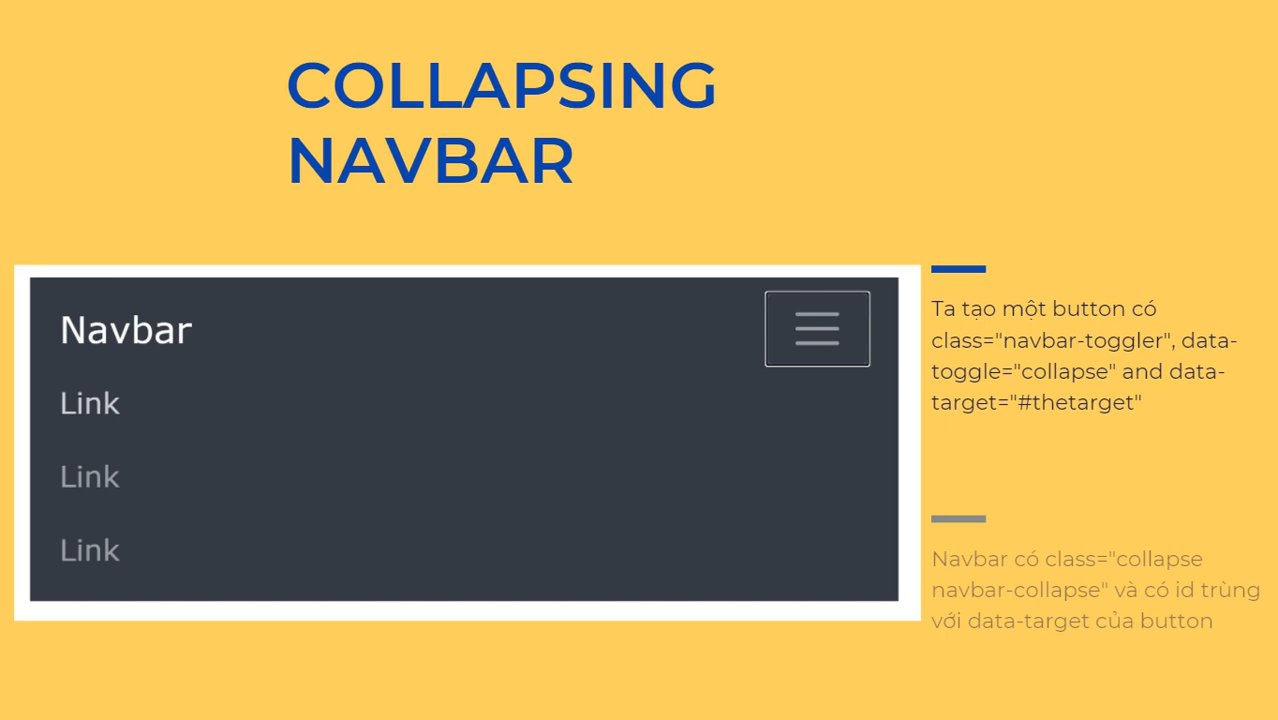 COLLAPSING
NAVBAR
Navbar
Link
Link
Link
Ta tạo một button có
class="navbar-toggler", data-
toggle="collapse" and data-
target="#thetarget"
Navbar có class="collapse
navbar-collapse" và có id trùng
với data-target của button